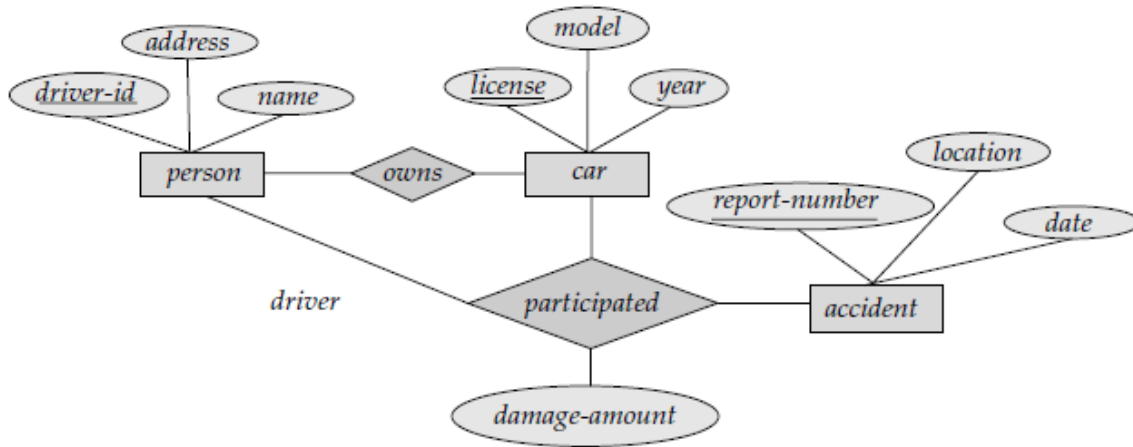 model
address
license
year
driver-id
name
location
person
owns
car
report-number
date
driver
participated
accident
damage-amount